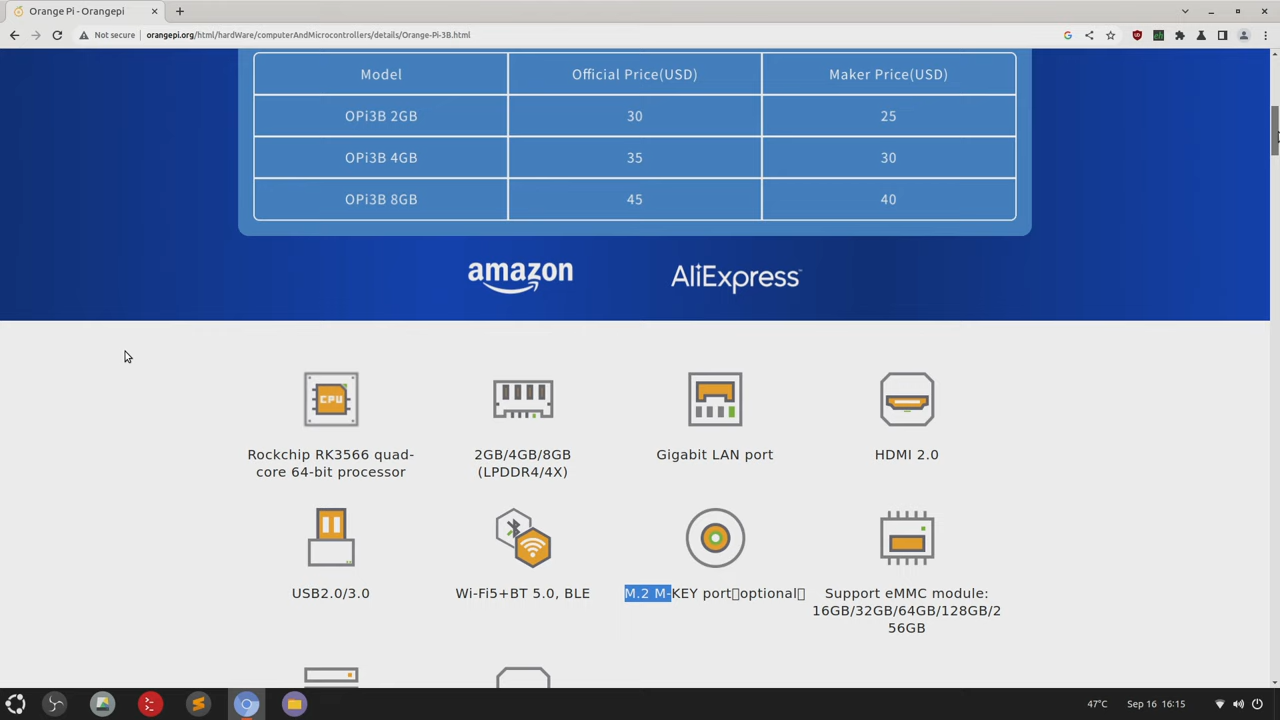 Orange Pi - Orangepi
Not secure orangepi.org/html/hardWare/computerAndMicrocontrollers/details/Orange-Pi-3B.html
Model Official Price(USD) Maker Price(USD)
OPi3B 2GB 30 25
OPi3B 4GB 35 30
OPi3B 8GB 45 40
amazon AliExpress
CPU
Rockchip RK3566 quad-
core 64-bit processor
2GB/4GB/8GB
(LPDDR4/4X)
Gigabit LAN port
HDMI 2.0
USB2.0/3.0
Wi-Fi5+BT 5.0, BLE
M.2 M-KEY port▯optional▯
Support eMMC module:
16GB/32GB/64GB/128GB/2
56GB
47°C Sep 16 16:15